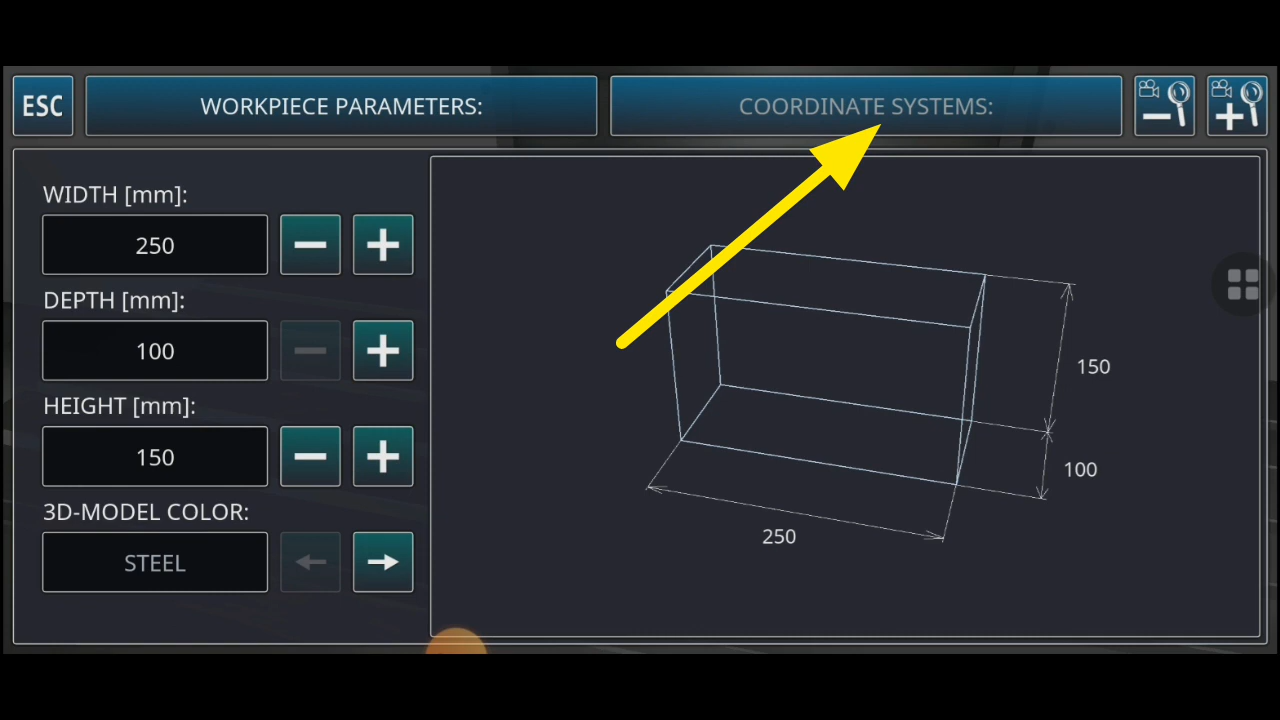 ESC
WORKPIECE PARAMETERS:
COORDINATE SYSTEMS:
WIDTH [mm]:
250
DEPTH [mm]:
100
HEIGHT [mm]:
150
3D-MODEL COLOR:
STEEL
150
100
250